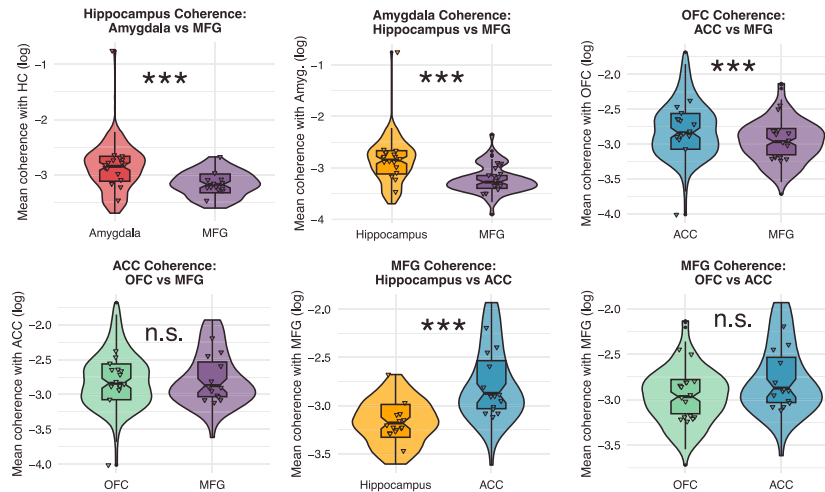 Hippocampus Coherence:
Amygdala vs MFG
Mean coherence with HC (log)
−1
−2
−3
***
Amygdala
MFG
Amygdala Coherence:
Hippocampus vs MFG
Mean coherence with Amyg. (log)
−1
−2
−3
−4
***
Hippocampus
MFG
OFC Coherence:
ACC vs MFG
Mean coherence with OFC (log)
−2.0
−2.5
−3.0
−3.5
−4.0
***
ACC
MFG
ACC Coherence:
OFC vs MFG
Mean coherence with ACC (log)
−2.0
−2.5
−3.0
−3.5
−4.0
n.s.
OFC
MFG
MFG Coherence:
Hippocampus vs ACC
Mean coherence with MFG (log)
−2.0
−2.5
−3.0
−3.5
***
Hippocampus
ACC
MFG Coherence:
OFC vs ACC
Mean coherence with MFG (log)
−2.0
−2.5
−3.0
−3.5
n.s.
OFC
ACC